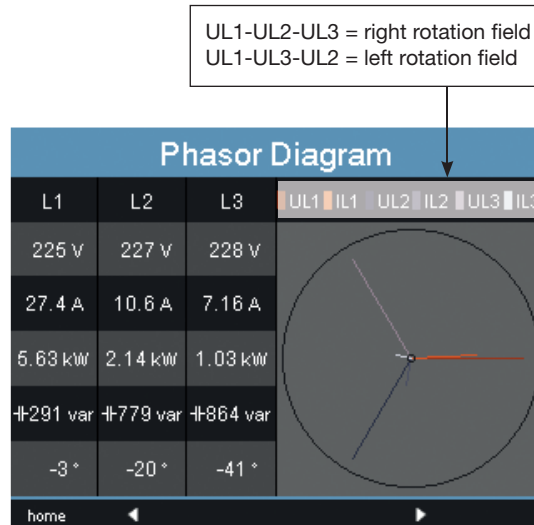 UL1-UL2-UL3 = right rotation field
UL1-UL3-UL2 = left rotation field
Phasor Diagram
L1 L2 L3 UL1 IL1 UL2 IL2 UL3 IL3
225 V 227 V 228 V
27.4 A 10.6 A 7.16 A
5.63 kW 2.14 kW 1.03 kW
⊣⊢291 var ⊣⊢779 var ⊣⊢864 var
-3 ° -20 ° -41 °
home